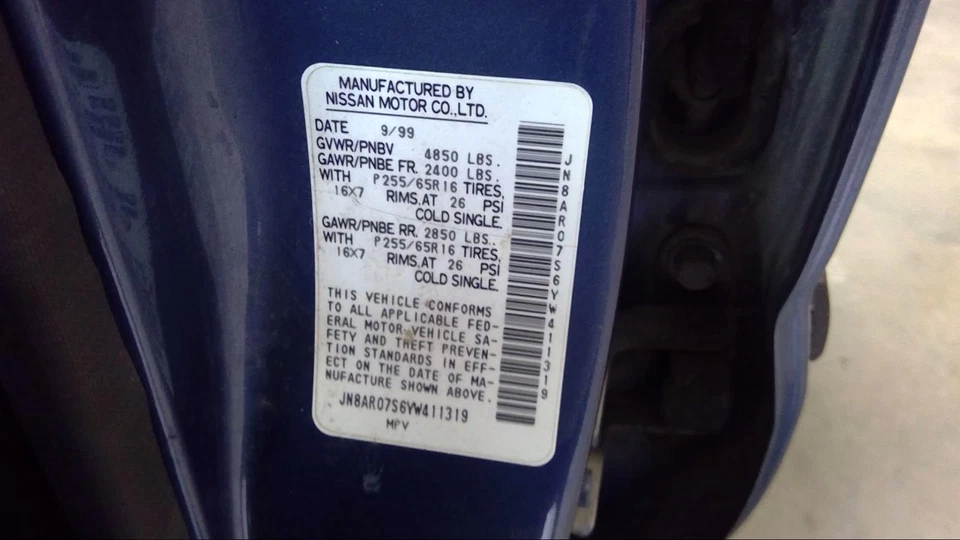 MANUFACTURED BY
NISSAN MOTOR CO.,LTD.
DATE 9/99
GVWR/PNBV 4850 LBS.
GAWR/PNBE FR. 2400 LBS.
WITH P255/65R16 TIRES,
16X7 RIMS,AT 26 PSI
COLD SINGLE.
GAWR/PNBE RR. 2850 LBS.
WITH P255/65R16 TIRES,
16X7 RIMS,AT 26 PSI
COLD SINGLE.
THIS VEHICLE CONFORMS
TO ALL APPLICABLE FED-
ERAL MOTOR VEHICLE SA-
FETY AND THEFT PREVEN-
TION STANDARDS IN EFF-
ECT ON THE DATE OF MA-
NUFACTURE SHOWN ABOVE.
JN8AR07S6YW411319
MPV
JN8AR07S6YW411319